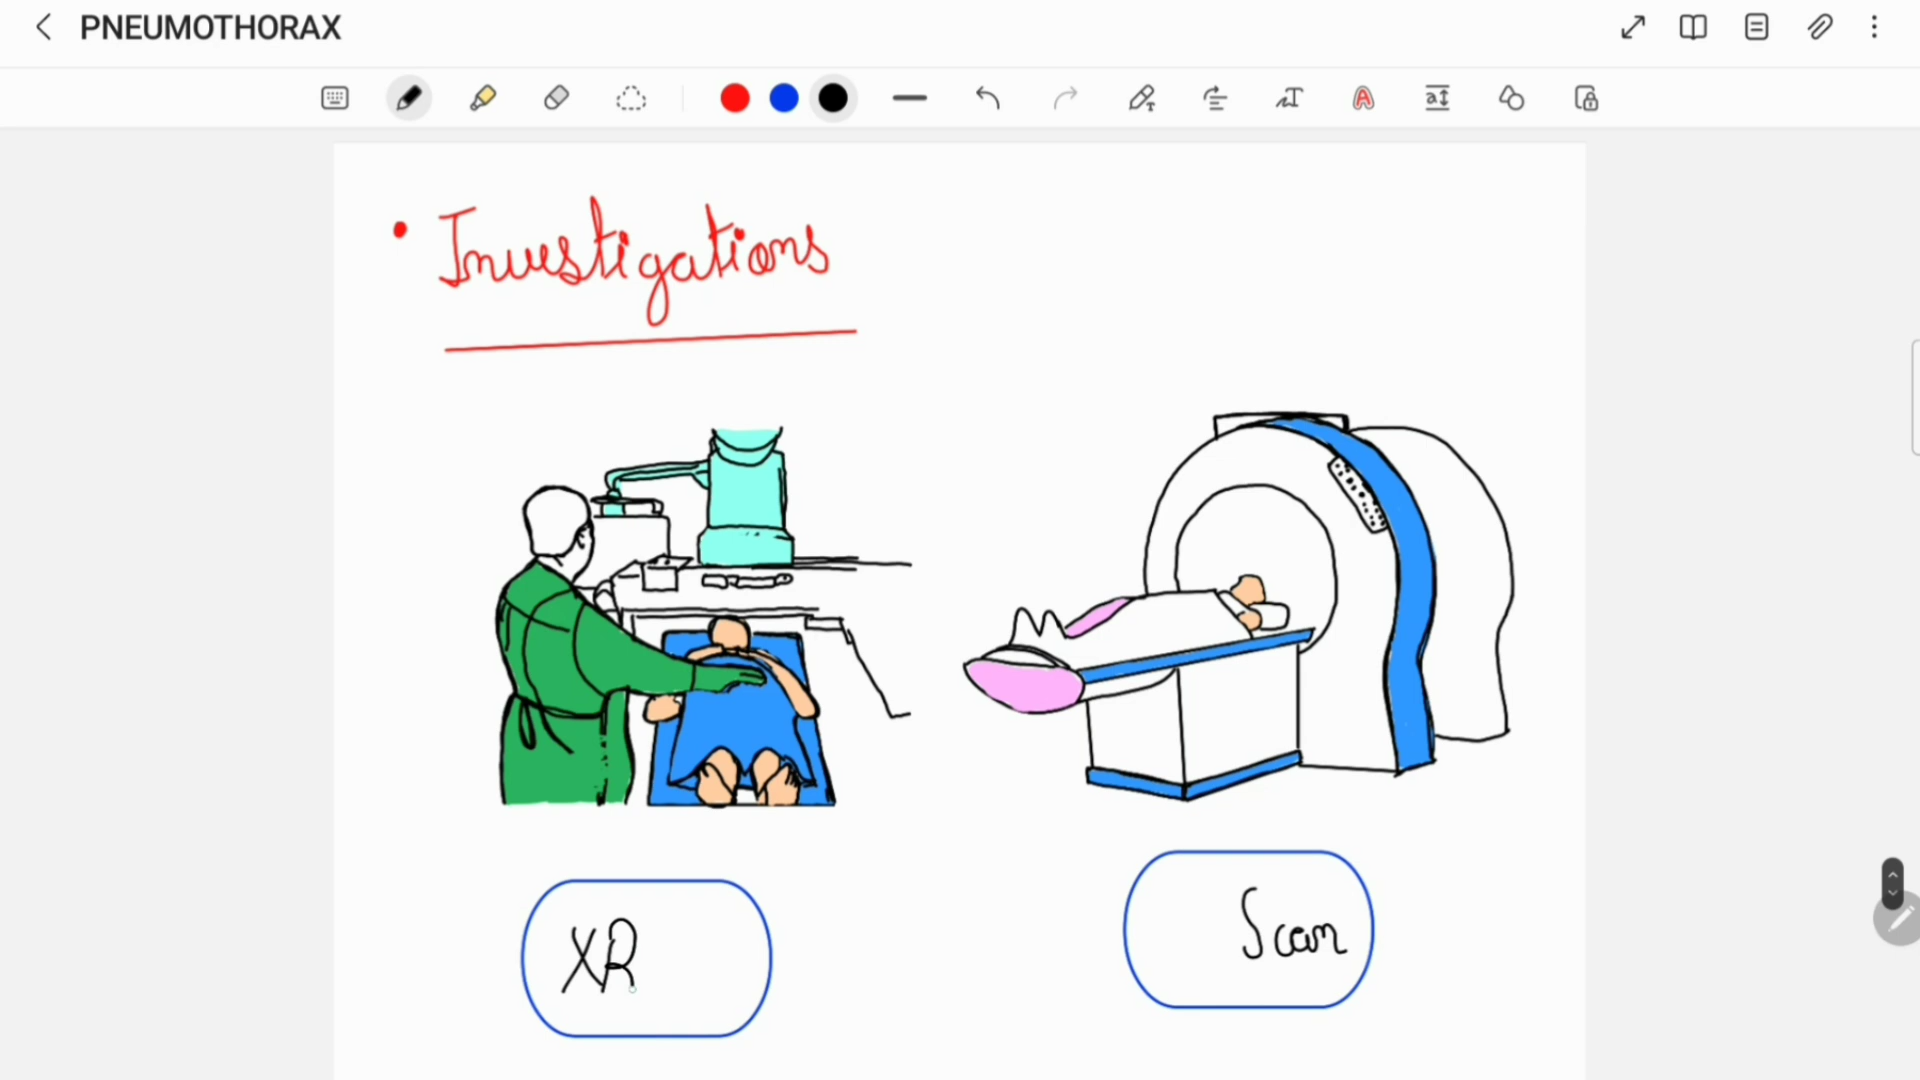 PNEUMOTHORAX
• Investigations
XR
Scan